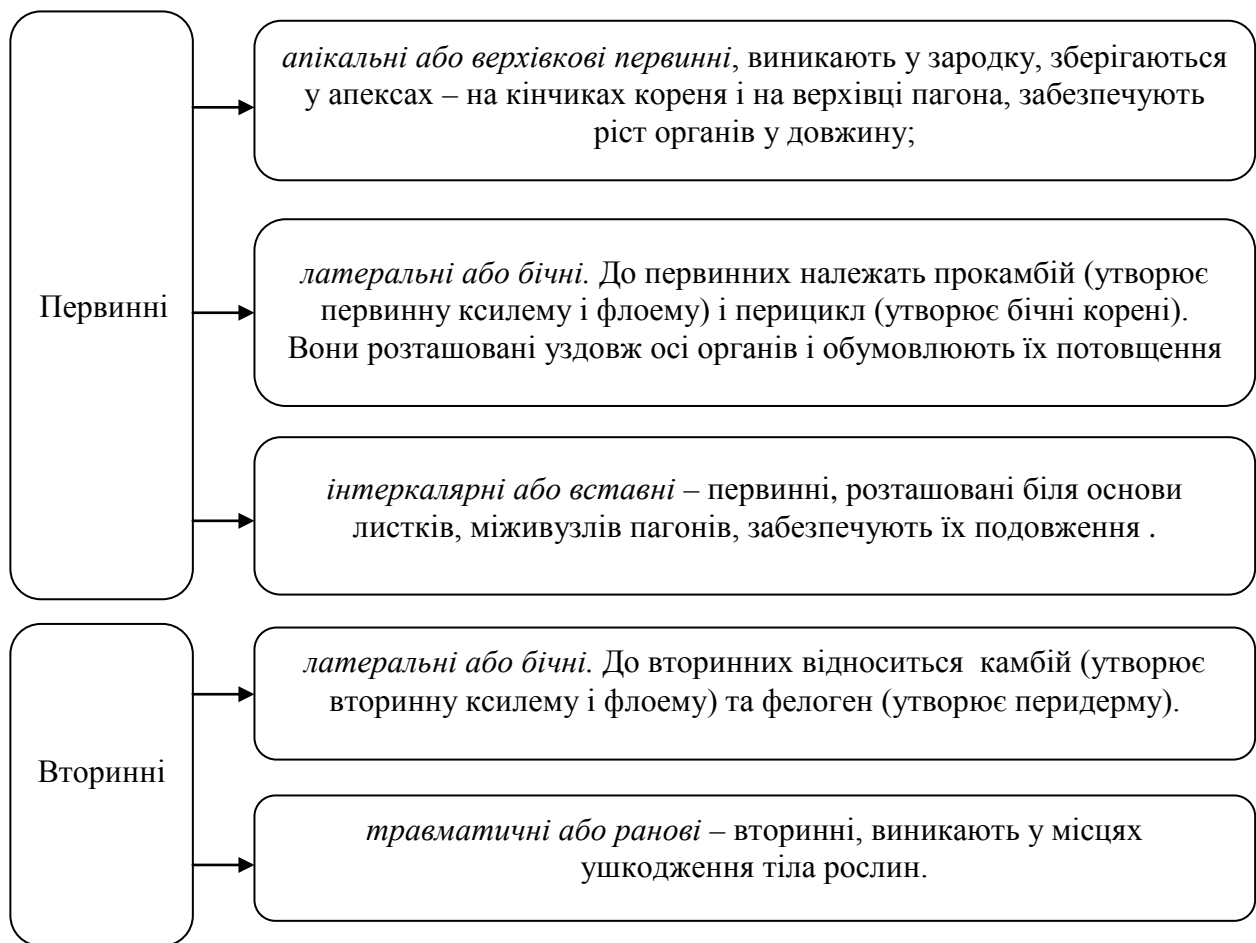 Первинні
апікальні або верхівкові первинні, виникають у зародку, зберігаються
у апексах – на кінчиках кореня і на верхівці пагона, забезпечують
ріст органів у довжину;
латеральні або бічні. До первинних належать прокамбій (утворює
первинну ксилему і флоему) і перицикл (утворює бічні корені).
Вони розташовані уздовж осі органів і обумовлюють їх потовщення
інтеркалярні або вставні – первинні, розташовані біля основи
листків, міживузлів пагонів, забезпечують їх подовження .
Вторинні
латеральні або бічні. До вторинних відноситься камбій (утворює
вторинну ксилему і флоему) та фелоген (утворює перидерму).
травматичні або ранові – вторинні, виникають у місцях
ушкодження тіла рослин.